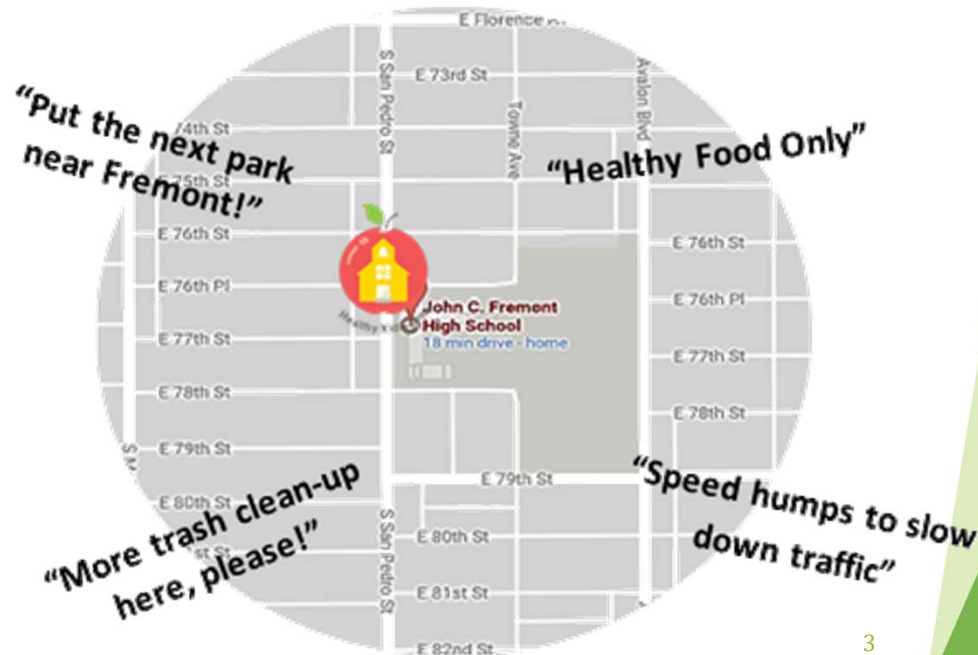 E Florence
E 73rd St
S San Pedro St
Towne Ave
Avalon Blvd
“Put the next park
near Fremont!”
74th St
“Healthy Food Only”
75th St
E 76th St
E 76th St
E 76th Pl
E 76th Pl
John C. Fremont
High School
18 min drive - home
Healthy
E 77th St
E 77th St
E 78th St
E 78th St
E 79th St
E 79th St
“More trash clean-up
here, please!”
“Speed humps to slow
down traffic”
E 80th St
E 80th St
S San Pedro St
E 81st St
E 82nd St
3